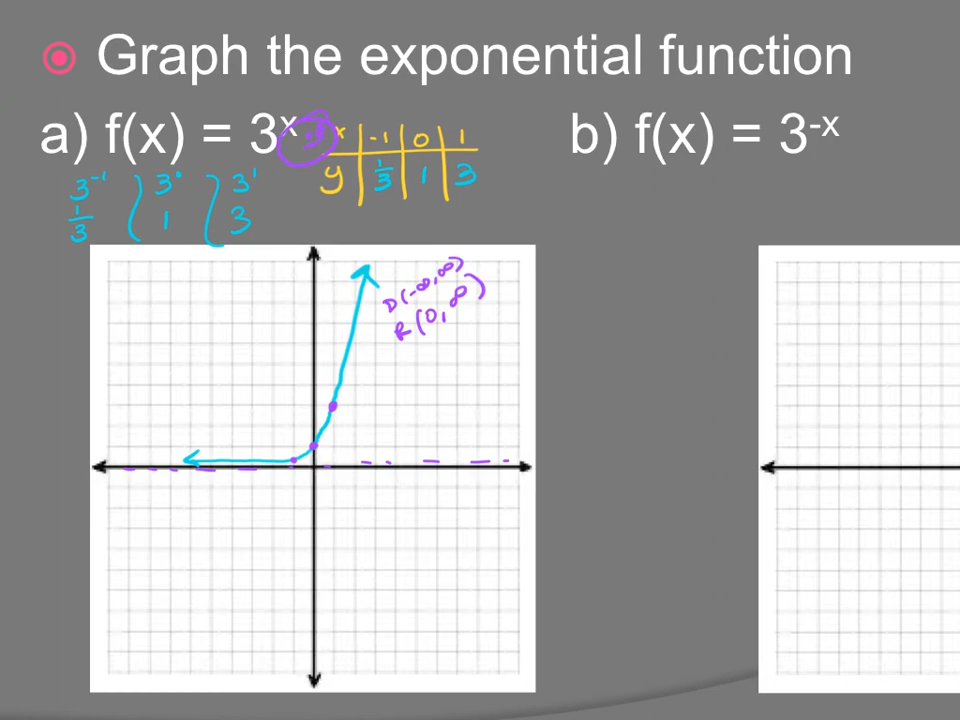 Graph the exponential function
a) f(x) = 3ˣ b) f(x) = 3⁻ˣ
x -1 0 1
y 1/3 1 3
3⁻¹ 3⁰ 3¹
1/3 1 3
D (-∞, ∞)
R (0, ∞)